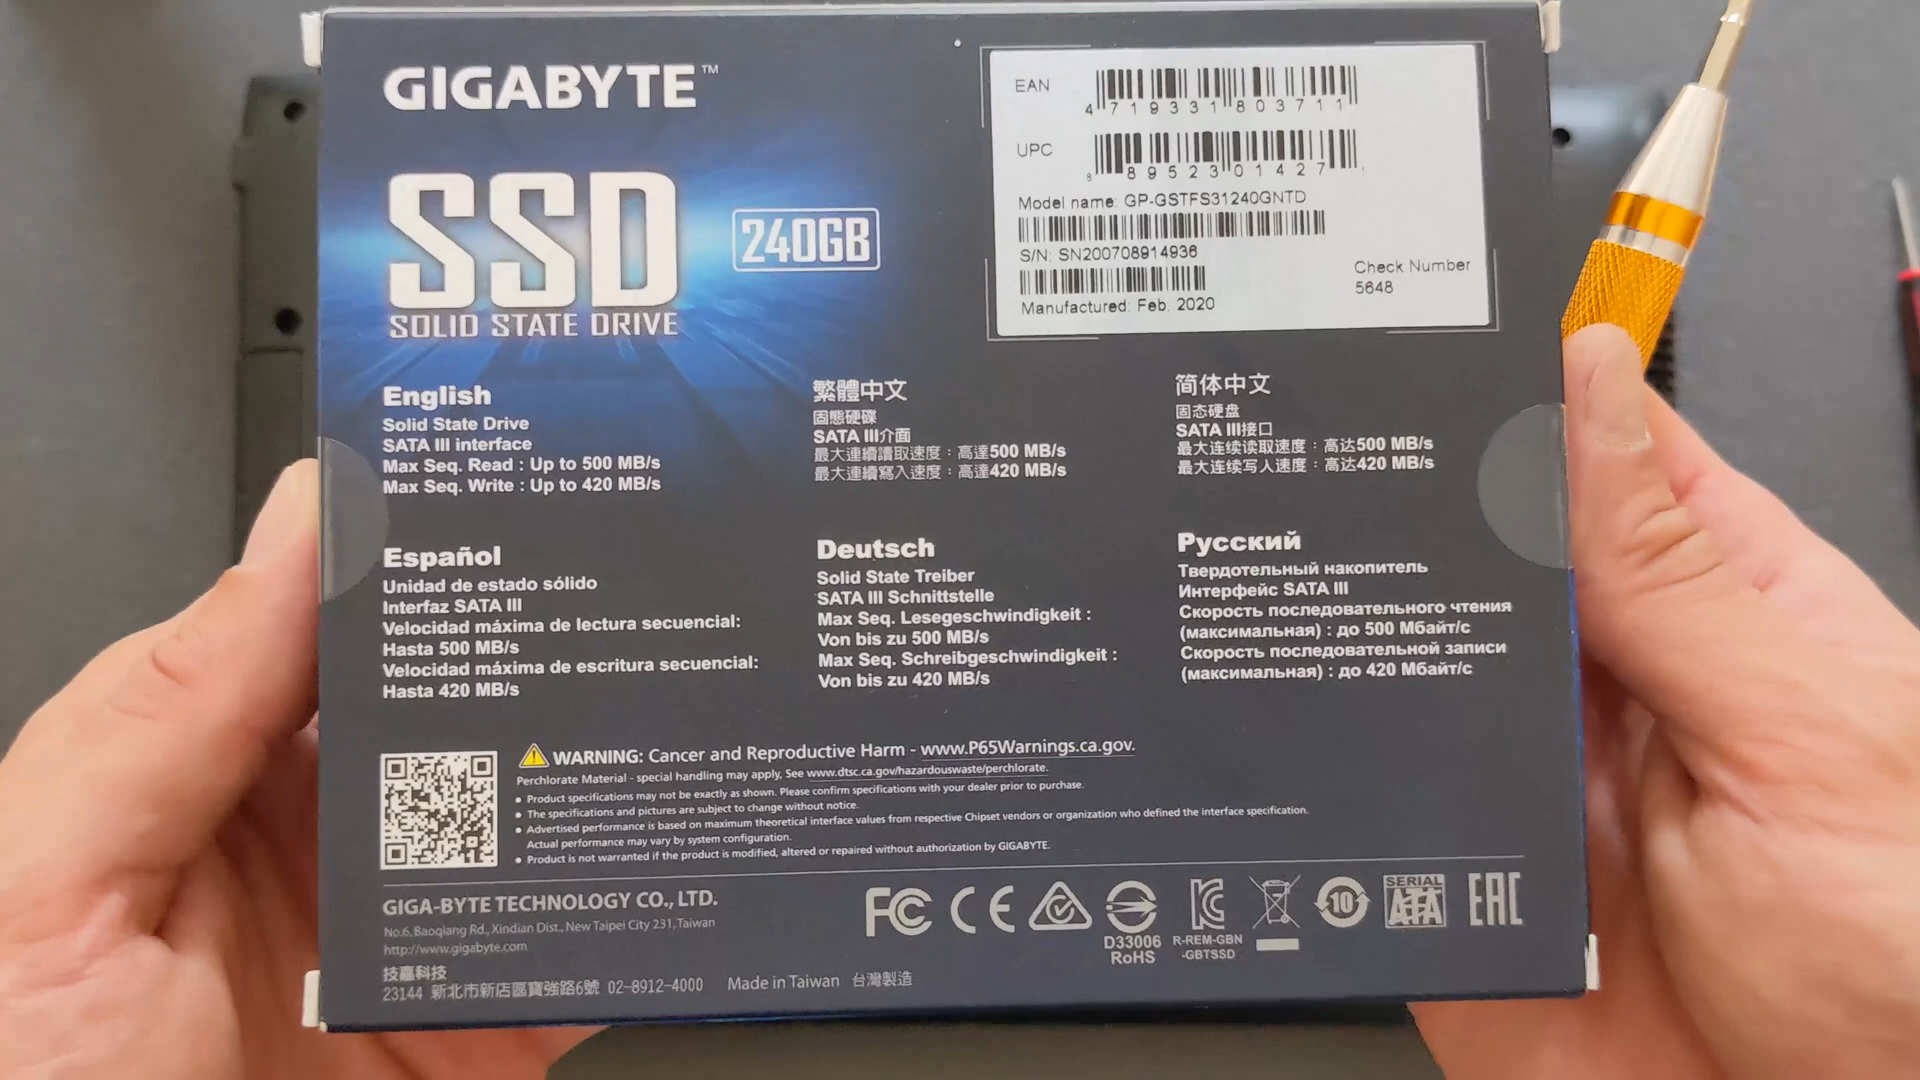 GIGABYTE™
SSD
SOLID STATE DRIVE
240GB
EAN
4 719331 803711
UPC
8 89523 01427 1
Model name: GP-GSTFS31240GNTD
S/N: SN200708914936
Manufactured: Feb. 2020
Check Number
5648
English
Solid State Drive
SATA III interface
Max Seq. Read : Up to 500 MB/s
Max Seq. Write : Up to 420 MB/s
繁體中文
固態硬碟
SATA III介面
最大連續讀取速度：高達500 MB/s
最大連續寫入速度：高達420 MB/s
简体中文
固态硬盘
SATA III接口
最大连续读取速度：高达500 MB/s
最大连续写入速度：高达420 MB/s
Español
Unidad de estado sólido
Interfaz SATA III
Velocidad máxima de lectura secuencial:
Hasta 500 MB/s
Velocidad máxima de escritura secuencial:
Hasta 420 MB/s
Deutsch
Solid State Treiber
SATA III Schnittstelle
Max Seq. Lesegeschwindigkeit :
Von bis zu 500 MB/s
Max Seq. Schreibgeschwindigkeit :
Von bis zu 420 MB/s
Русский
Твердотельный накопитель
Интерфейс SATA III
Скорость последовательного чтения
(максимальная) : до 500 Мбайт/с
Скорость последовательной записи
(максимальная) : до 420 Мбайт/с
WARNING: Cancer and Reproductive Harm - www.P65Warnings.ca.gov.
Perchlorate Material - special handling may apply, See www.dtsc.ca.gov/hazardouswaste/perchlorate.
• Product specifications may not be exactly as shown. Please confirm specifications with your dealer prior to purchase.
• The specifications and pictures are subject to change without notice.
• Advertised performance is based on maximum theoretical interface values from respective Chipset vendors or organization who defined the interface specification.
Actual performance may vary by system configuration.
• Product is not warranted if the product is modified, altered or repaired without authorization by GIGABYTE.
GIGA-BYTE TECHNOLOGY CO., LTD.
No.6, Baoqiang Rd., Xindian Dist., New Taipei City 231, Taiwan
http://www.gigabyte.com
技嘉科技
23144 新北市新店區寶強路6號 02-8912-4000 Made in Taiwan 台灣製造
FC CE
D33006
RoHS
R-REM-GBN
-GBTSSD
10
SERIAL
ATA
EAC